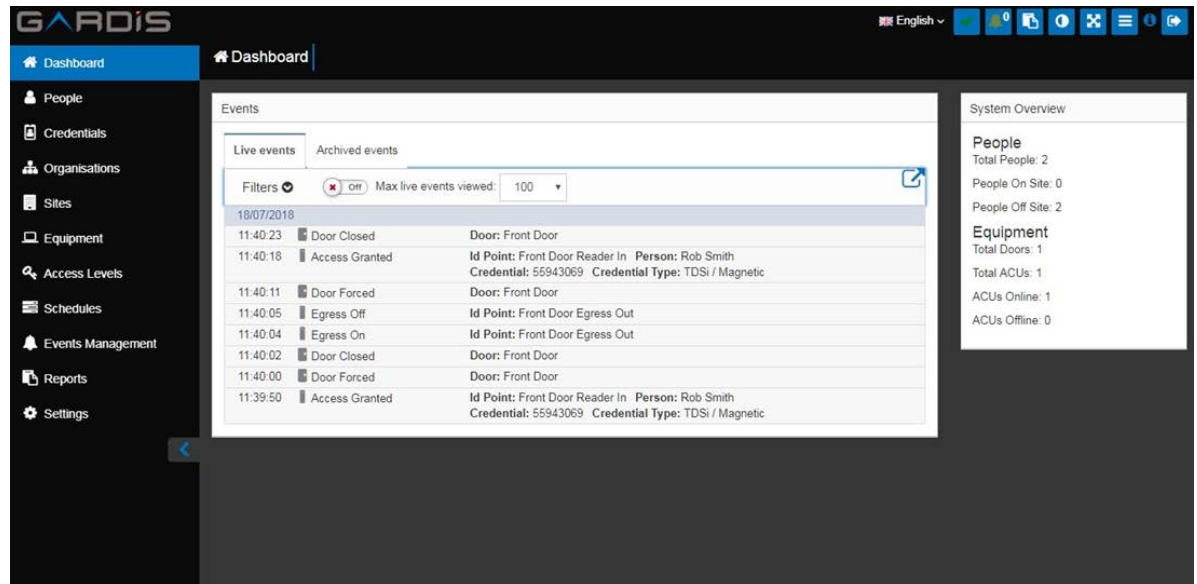 GARDiS
English
0
Dashboard
People
Credentials
Organisations
Sites
Equipment
Access Levels
Schedules
Events Management
Reports
Settings
Dashboard
Events
Live events Archived events
Filters Off Max live events viewed: 100
18/07/2018
11:40:23 Door Closed Door: Front Door
11:40:18 Access Granted Id Point: Front Door Reader In Person: Rob Smith
Credential: 55943069 Credential Type: TDSi / Magnetic
11:40:11 Door Forced Door: Front Door
11:40:05 Egress Off Id Point: Front Door Egress Out
11:40:04 Egress On Id Point: Front Door Egress Out
11:40:02 Door Closed Door: Front Door
11:40:00 Door Forced Door: Front Door
11:39:50 Access Granted Id Point: Front Door Reader In Person: Rob Smith
Credential: 55943069 Credential Type: TDSi / Magnetic
System Overview
People
Total People: 2
People On Site: 0
People Off Site: 2
Equipment
Total Doors: 1
Total ACUs: 1
ACUs Online: 1
ACUs Offline: 0